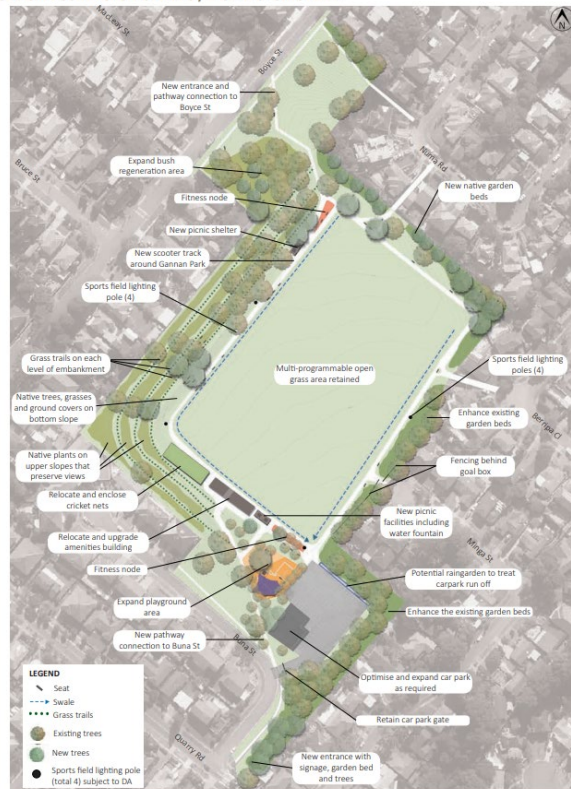 Macleay St
Boyce St
N
New entrance and
pathway connection to
Boyce St
Bruce St
Expand bush
regeneration area
Numa Rd
Fitness node
New native garden
beds
New picnic shelter
New scooter track
around Gannan Park
Sports field lighting
pole (4)
Grass trails on each
level of embankment
Multi-programmable open
grass area retained
Sports field lighting
poles (4)
Native trees, grasses
and ground covers on
bottom slope
Enhance existing
garden beds
Berripa Cl
Native plants on
upper slopes that
preserve views
Fencing behind
goal box
Relocate and enclose
cricket nets
New picnic
facilities including
water fountain
Relocate and upgrade
amenities building
Minga St
Fitness node
Potential raingarden to treat
carpark run off
Expand playground
area
Enhance the existing garden beds
New pathway
connection to Buna St
Buna St
Optimise and expand car park
as required
Retain car park gate
Quarry Rd
New entrance with
signage, garden bed
and trees
LEGEND
Seat
Swale
Grass trails
Existing trees
New trees
Sports field lighting pole
(total 4) subject to DA